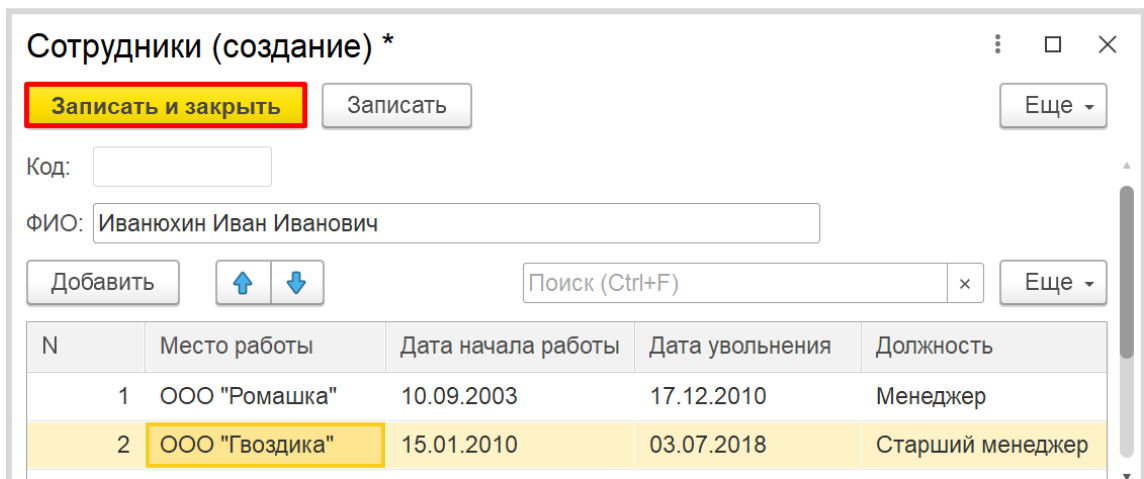 Сотрудники (создание) *
Записать и закрыть Записать Еще
Код:
ФИО: Иванюхин Иван Иванович
Добавить Поиск (Ctrl+F) × Еще
N Место работы Дата начала работы Дата увольнения Должность
1 ООО "Ромашка" 10.09.2003 17.12.2010 Менеджер
2 ООО "Гвоздика" 15.01.2010 03.07.2018 Старший менеджер